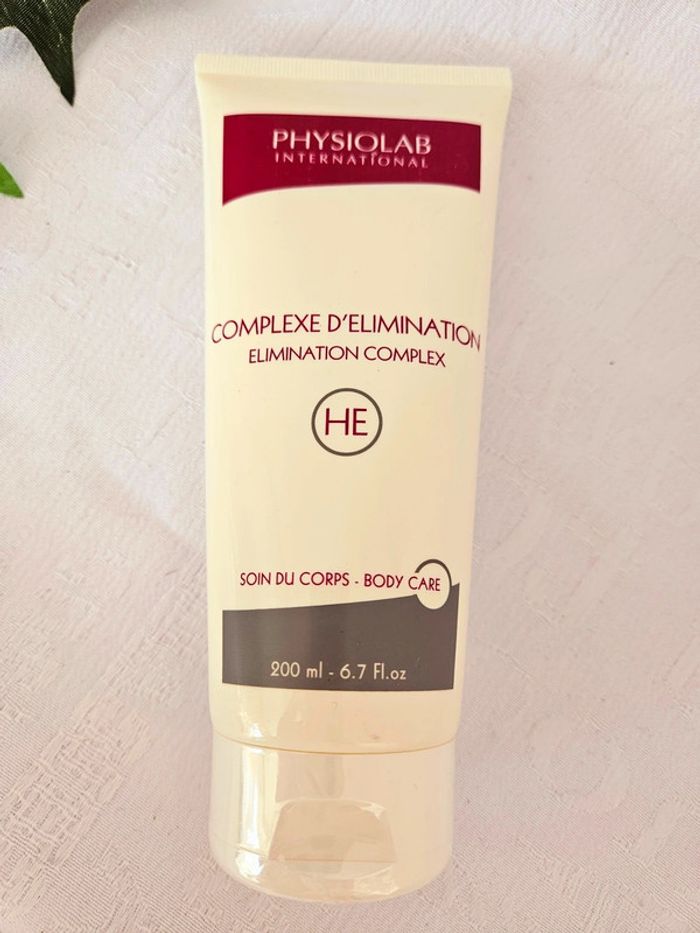 PHYSIOLAB
INTERNATIONAL
COMPLEXE D'ELIMINATION
ELIMINATION COMPLEX
HE
SOIN DU CORPS - BODY CARE
200 ml - 6.7 Fl.oz